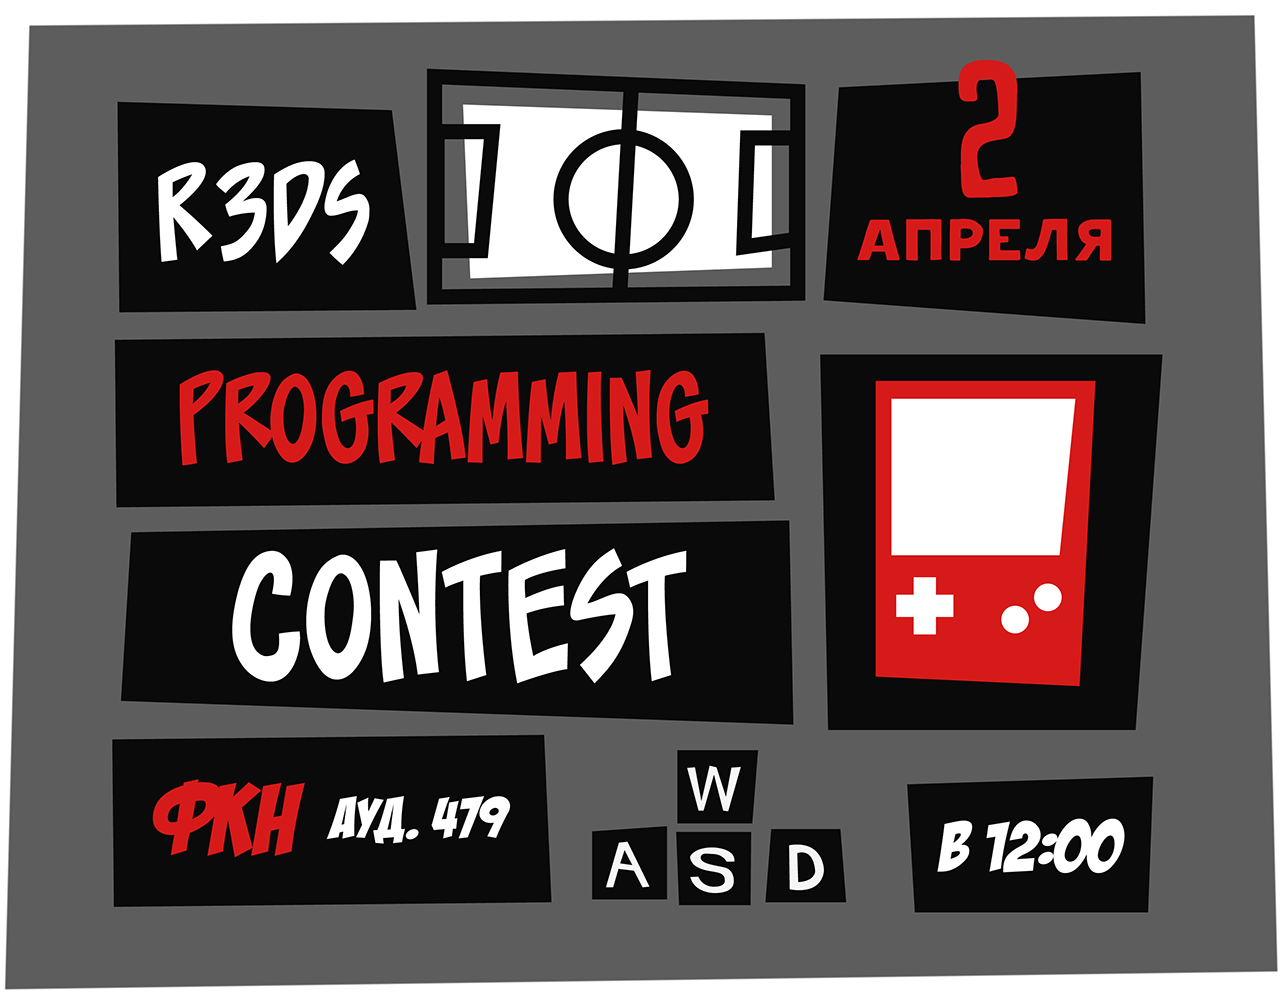 R3DS
2
АПРЕЛЯ
PROGRAMMING
CONTEST
ФКН АУД. 479
W
A S D
В 12:00